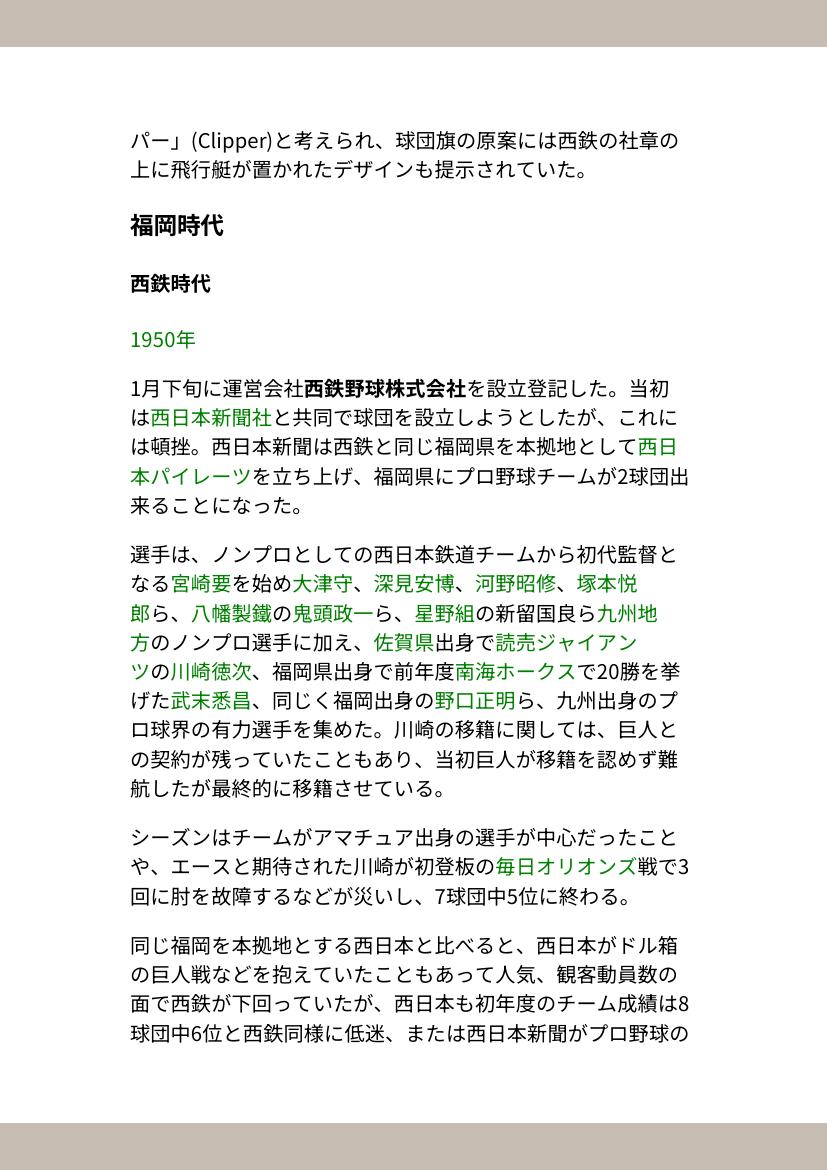 パー」(Clipper)と考えられ、球団旗の原案には西鉄の社章の
上に飛行艇が置かれたデザインも提示されていた。
福岡時代
西鉄時代
1950年
1月下旬に運営会社西鉄野球株式会社を設立登記した。当初
は西日本新聞社と共同で球団を設立しようとしたが、これに
は頓挫。西日本新聞は西鉄と同じ福岡県を本拠地として西日
本パイレーツを立ち上げ、福岡県にプロ野球チームが2球団出
来ることになった。
選手は、ノンプロとしての西日本鉄道チームから初代監督と
なる宮崎要を始め大津守、深見安博、河野昭修、塚本悦
郎ら、八幡製鐵の鬼頭政一ら、星野組の新留国良ら九州地
方のノンプロ選手に加え、佐賀県出身で読売ジャイアン
ツの川崎徳次、福岡県出身で前年度南海ホークスで20勝を挙
げた武末悉昌、同じく福岡出身の野口正明ら、九州出身のプ
ロ球界の有力選手を集めた。川崎の移籍に関しては、巨人と
の契約が残っていたこともあり、当初巨人が移籍を認めず難
航したが最終的に移籍させている。
シーズンはチームがアマチュア出身の選手が中心だったこと
や、エースと期待された川崎が初登板の毎日オリオンズ戦で3
回に肘を故障するなどが災いし、7球団中5位に終わる。
同じ福岡を本拠地とする西日本と比べると、西日本がドル箱
の巨人戦などを抱えていたこともあって人気、観客動員数の
面で西鉄が下回っていたが、西日本も初年度のチーム成績は8
球団中6位と西鉄同様に低迷、または西日本新聞がプロ野球の